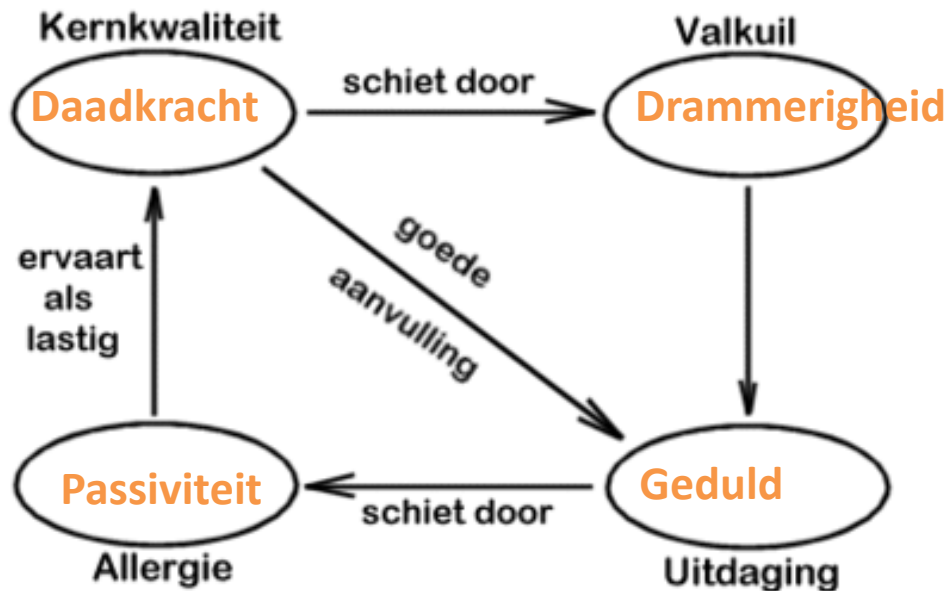 Kernkwaliteit
Valkuil
Daadkracht
schiet door
Drammerigheid
ervaart
als
lastig
goede
aanvulling
Passiviteit
schiet door
Geduld
Allergie
Uitdaging